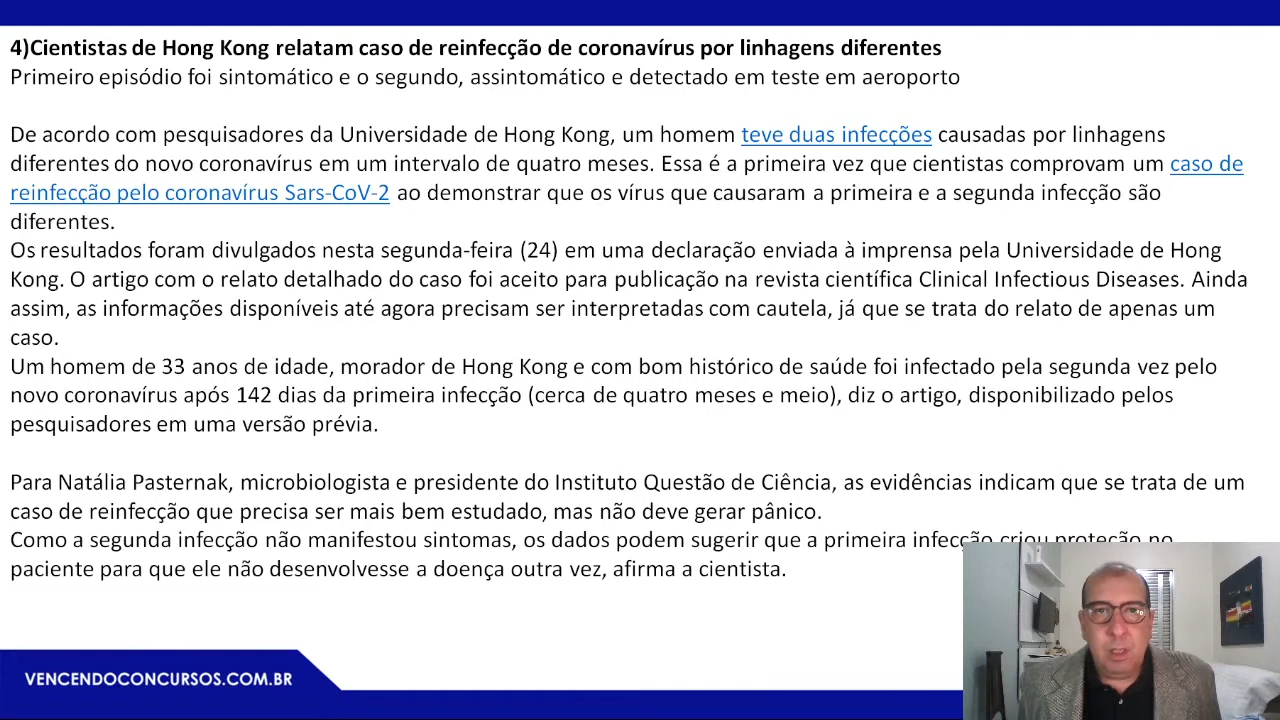 4)Cientistas de Hong Kong relatam caso de reinfecção de coronavírus por linhagens diferentes
Primeiro episódio foi sintomático e o segundo, assintomático e detectado em teste em aeroporto
De acordo com pesquisadores da Universidade de Hong Kong, um homem teve duas infecções causadas por linhagens
diferentes do novo coronavírus em um intervalo de quatro meses. Essa é a primeira vez que cientistas comprovam um caso de
reinfecção pelo coronavírus Sars-CoV-2 ao demonstrar que os vírus que causaram a primeira e a segunda infecção são
diferentes.
Os resultados foram divulgados nesta segunda-feira (24) em uma declaração enviada à imprensa pela Universidade de Hong
Kong. O artigo com o relato detalhado do caso foi aceito para publicação na revista científica Clinical Infectious Diseases. Ainda
assim, as informações disponíveis até agora precisam ser interpretadas com cautela, já que se trata do relato de apenas um
caso.
Um homem de 33 anos de idade, morador de Hong Kong e com bom histórico de saúde foi infectado pela segunda vez pelo
novo coronavírus após 142 dias da primeira infecção (cerca de quatro meses e meio), diz o artigo, disponibilizado pelos
pesquisadores em uma versão prévia.
Para Natália Pasternak, microbiologista e presidente do Instituto Questão de Ciência, as evidências indicam que se trata de um
caso de reinfecção que precisa ser mais bem estudado, mas não deve gerar pânico.
Como a segunda infecção não manifestou sintomas, os dados podem sugerir que a primeira infecção criou proteção no
paciente para que ele não desenvolvesse a doença outra vez, afirma a cientista.
VENCENDOCONCURSOS.COM.BR